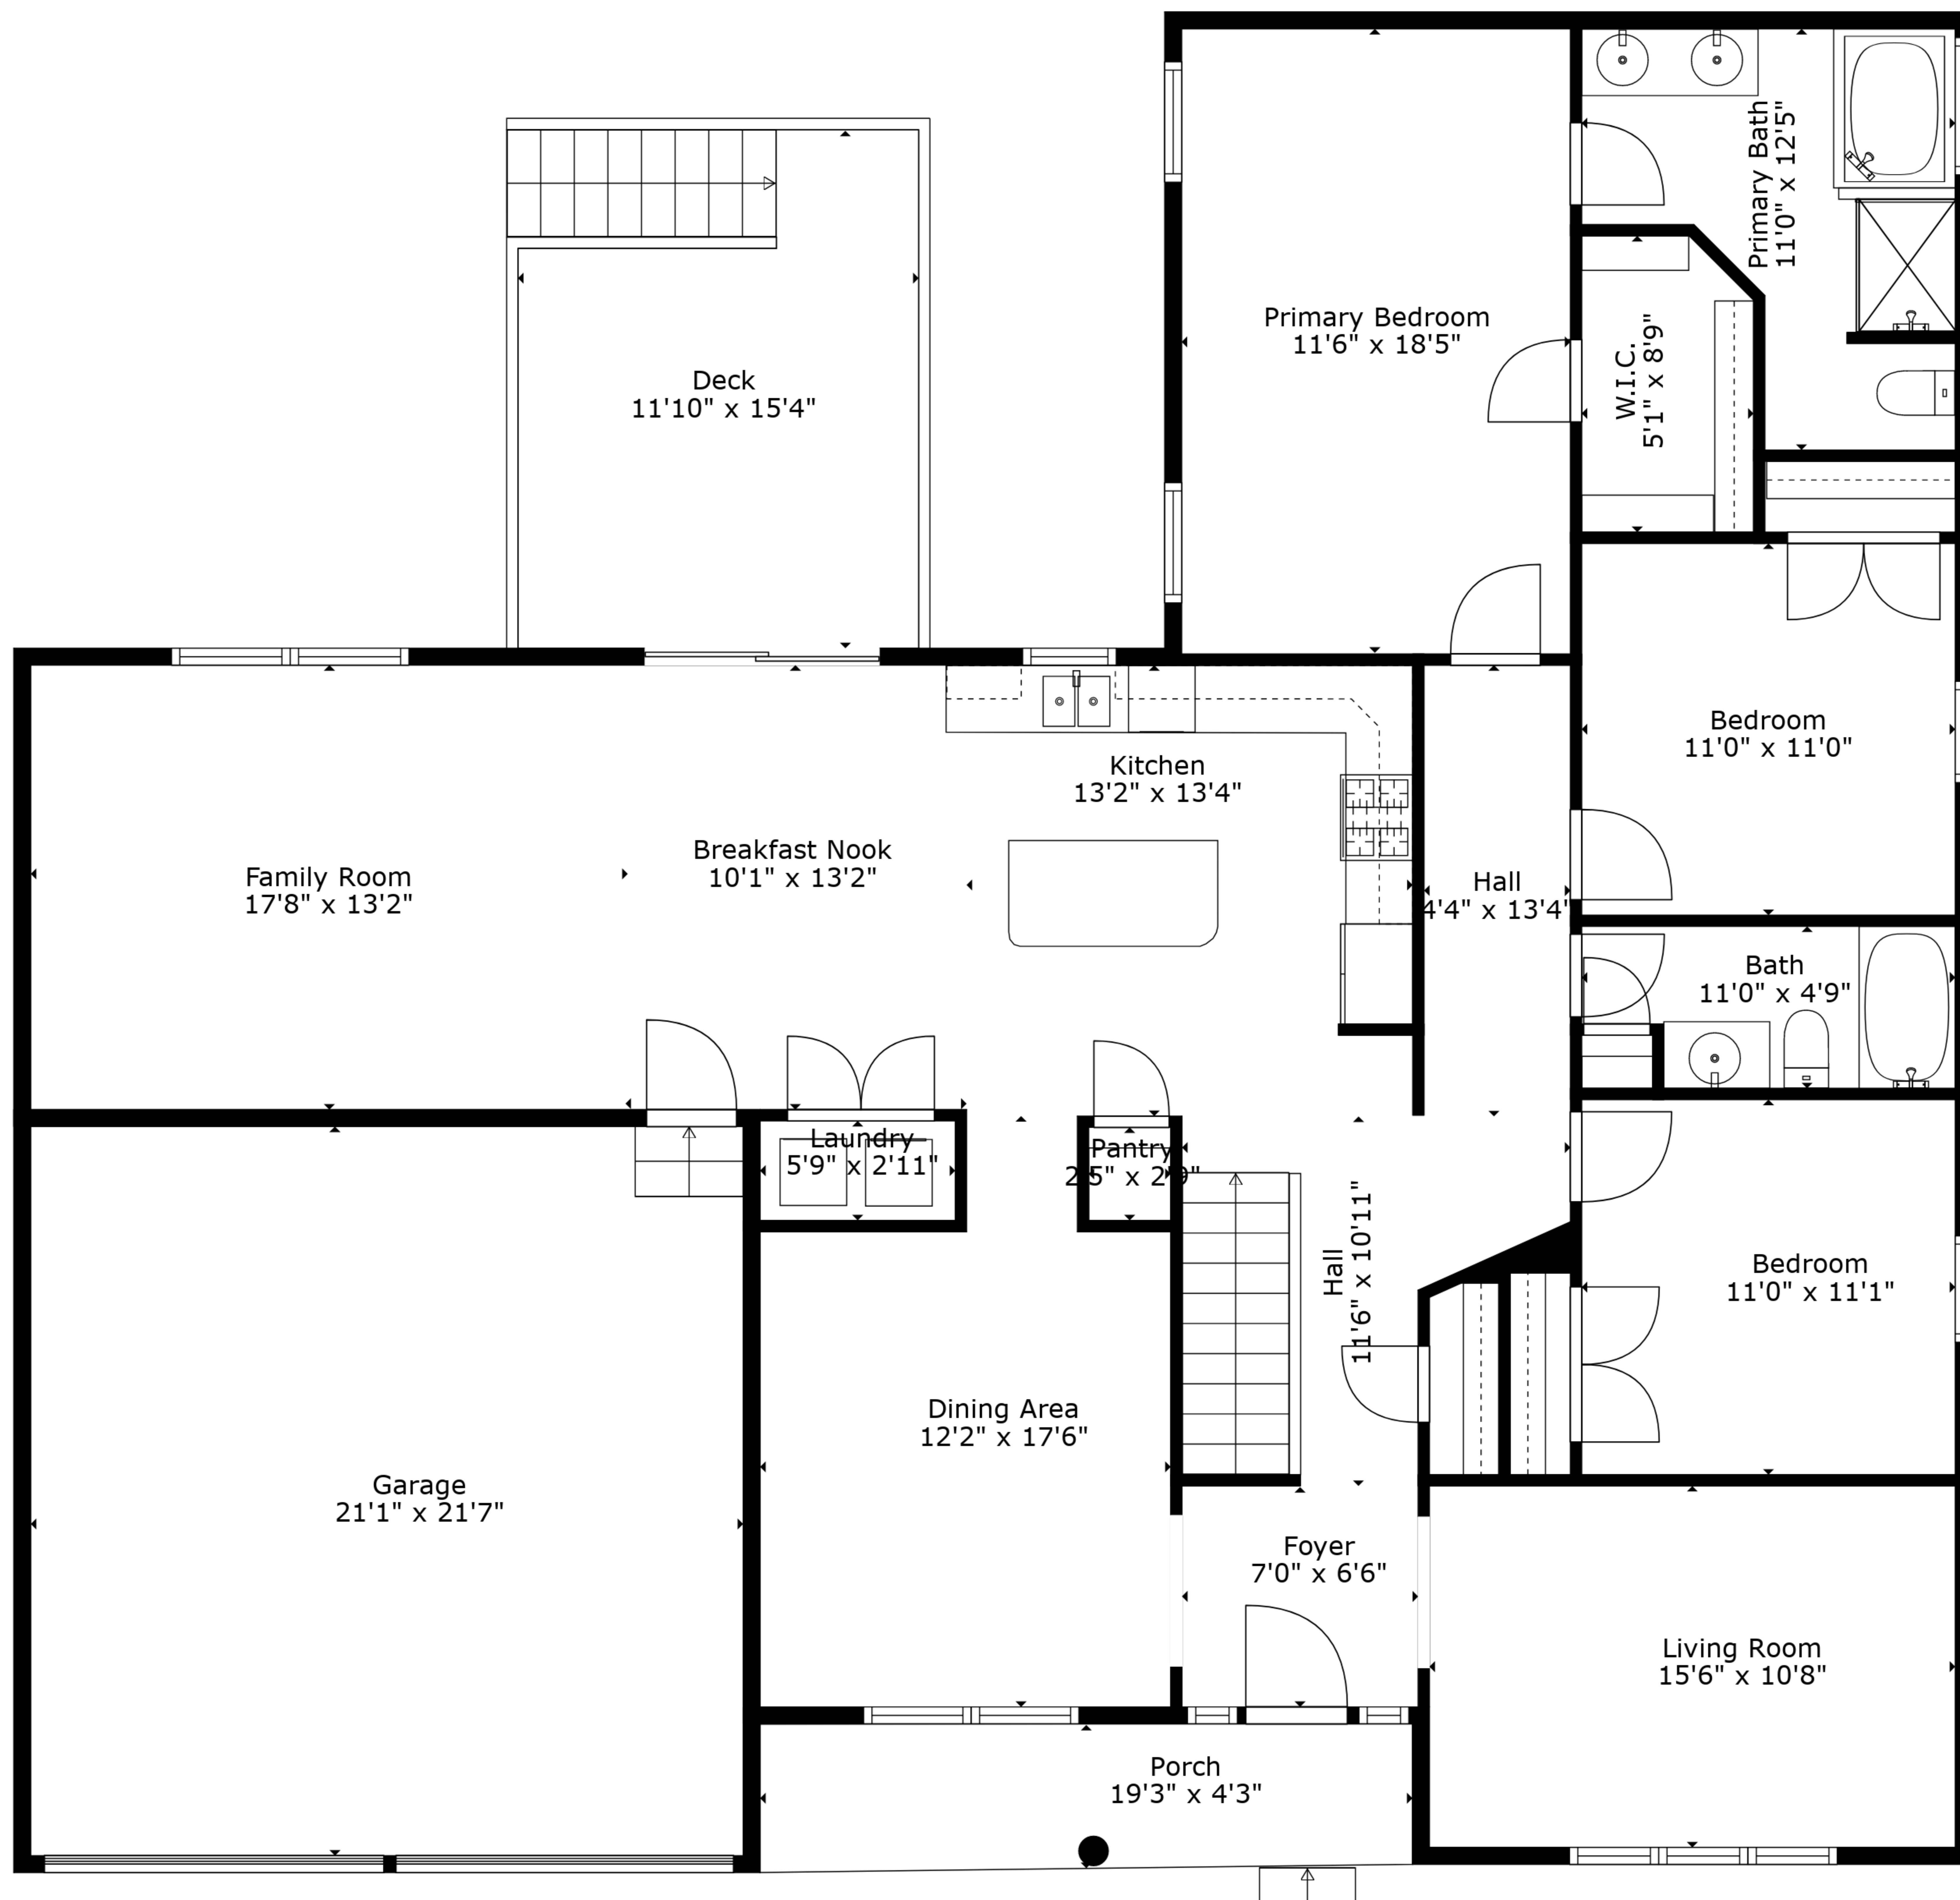 Primary Bath
11'0" x 12'5"
Primary Bedroom
11'6" x 18'5"
W.I.C.
5'1" x 8'9"
Deck
11'10" x 15'4"
Bedroom
11'0" x 11'0"
Kitchen
13'2" x 13'4"
Breakfast Nook
10'1" x 13'2"
Family Room
17'8" x 13'2"
Hall
4'4" x 13'4"
Bath
11'0" x 4'9"
Laundry
5'9" x 2'11"
Pantry
2'5" x 2'9"
Hall
11'6" x 10'11"
Bedroom
11'0" x 11'1"
Dining Area
12'2" x 17'6"
Garage
21'1" x 21'7"
Foyer
7'0" x 6'6"
Living Room
15'6" x 10'8"
Porch
19'3" x 4'3"